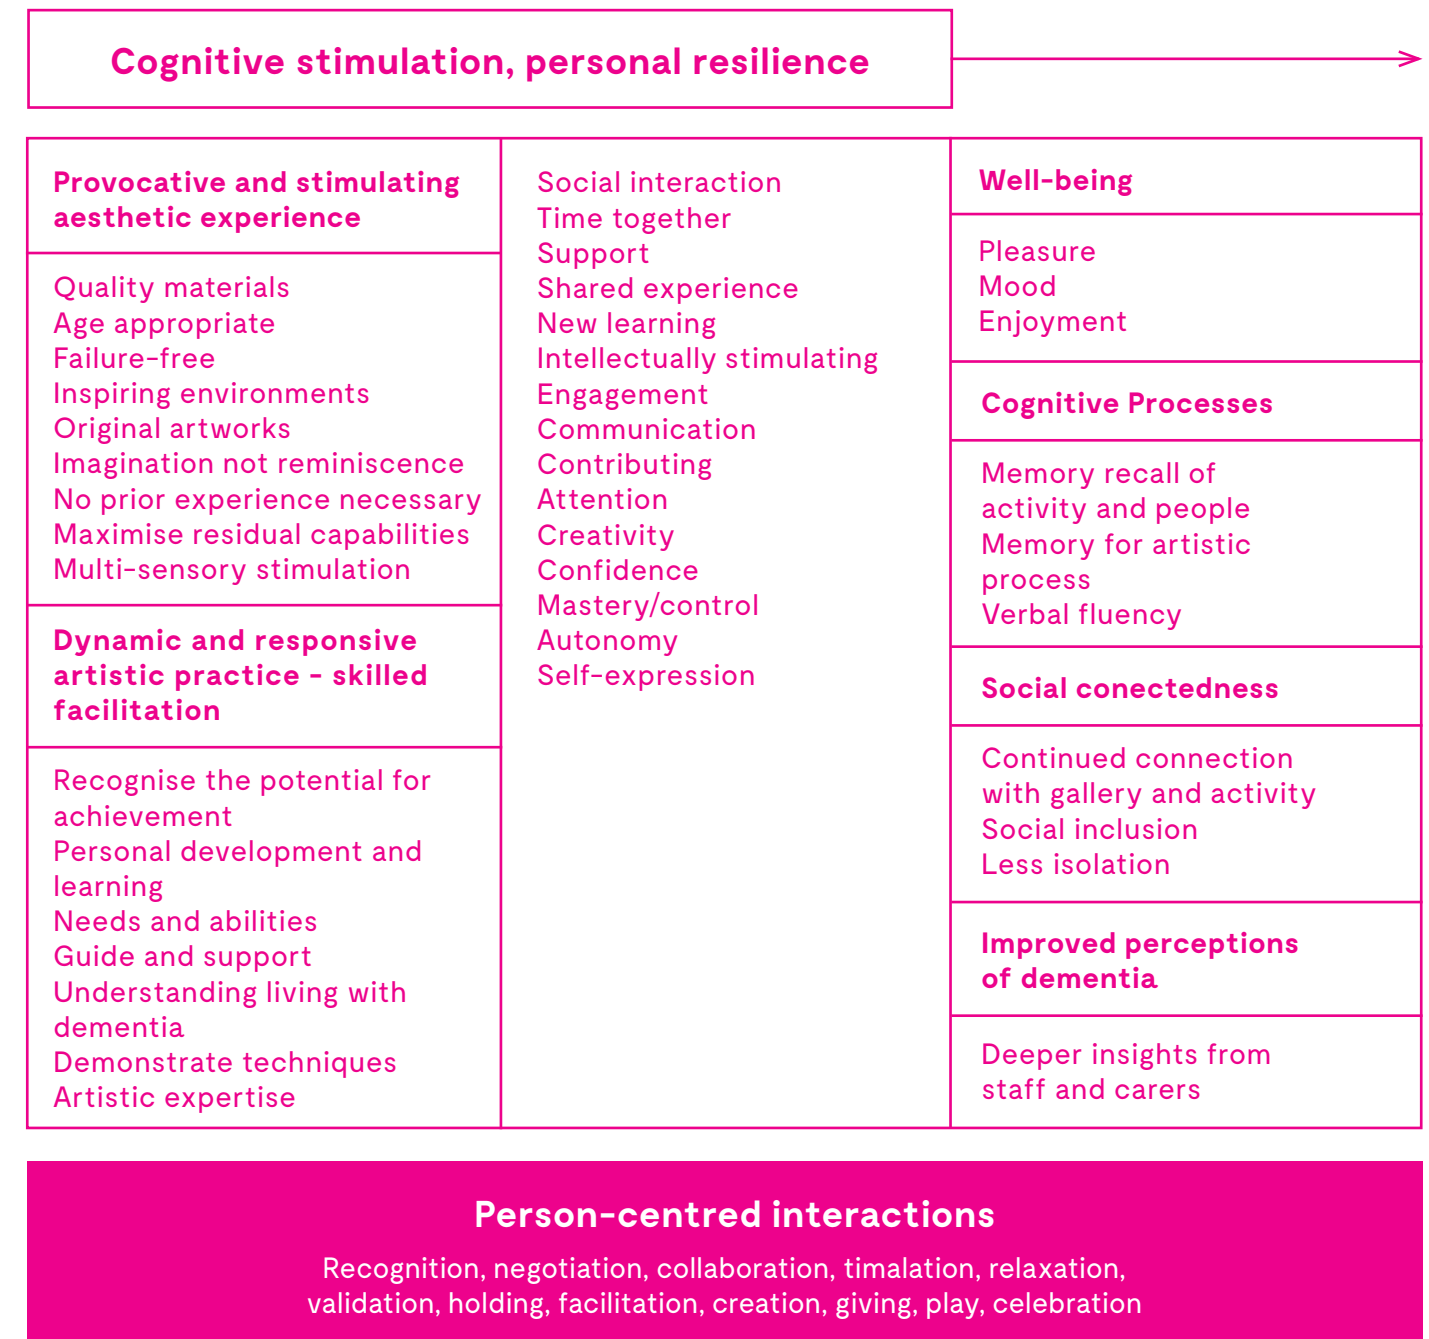 Cognitive stimulation, personal resilience
Provocative and stimulating
aesthetic experience
Quality materials
Age appropriate
Failure-free
Inspiring environments
Original artworks
Imagination not reminiscence
No prior experience necessary
Maximise residual capabilities
Multi-sensory stimulation
Dynamic and responsive
artistic practice - skilled
facilitation
Recognise the potential for
achievement
Personal development and
learning
Needs and abilities
Guide and support
Understanding living with
dementia
Demonstrate techniques
Artistic expertise
Social interaction
Time together
Support
Shared experience
New learning
Intellectually stimulating
Engagement
Communication
Contributing
Attention
Creativity
Confidence
Mastery/control
Autonomy
Self-expression
Well-being
Pleasure
Mood
Enjoyment
Cognitive Processes
Memory recall of
activity and people
Memory for artistic
process
Verbal fluency
Social conectedness
Continued connection
with gallery and activity
Social inclusion
Less isolation
Improved perceptions
of dementia
Deeper insights from
staff and carers
Person-centred interactions
Recognition, negotiation, collaboration, timalation, relaxation,
validation, holding, facilitation, creation, giving, play, celebration